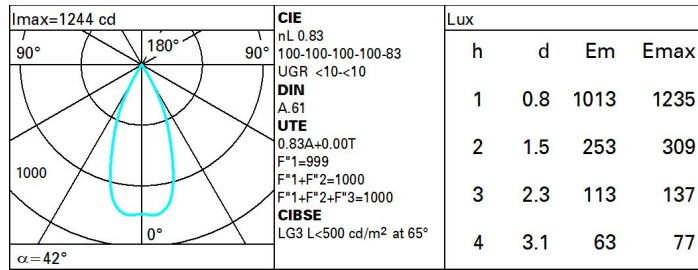 Imax=1244 cd
90°
180°
90°
1000
0°
α=42°
CIE
nL 0.83
100-100-100-100-83
UGR <10-<10
DIN
A.61
UTE
0.83A+0.00T
F"1=999
F"1+F"2=1000
F"1+F"2+F"3=1000
CIBSE
LG3 L<500 cd/m² at 65°
Lux
h d Em Emax
1 0.8 1013 1235
2 1.5 253 309
3 2.3 113 137
4 3.1 63 77